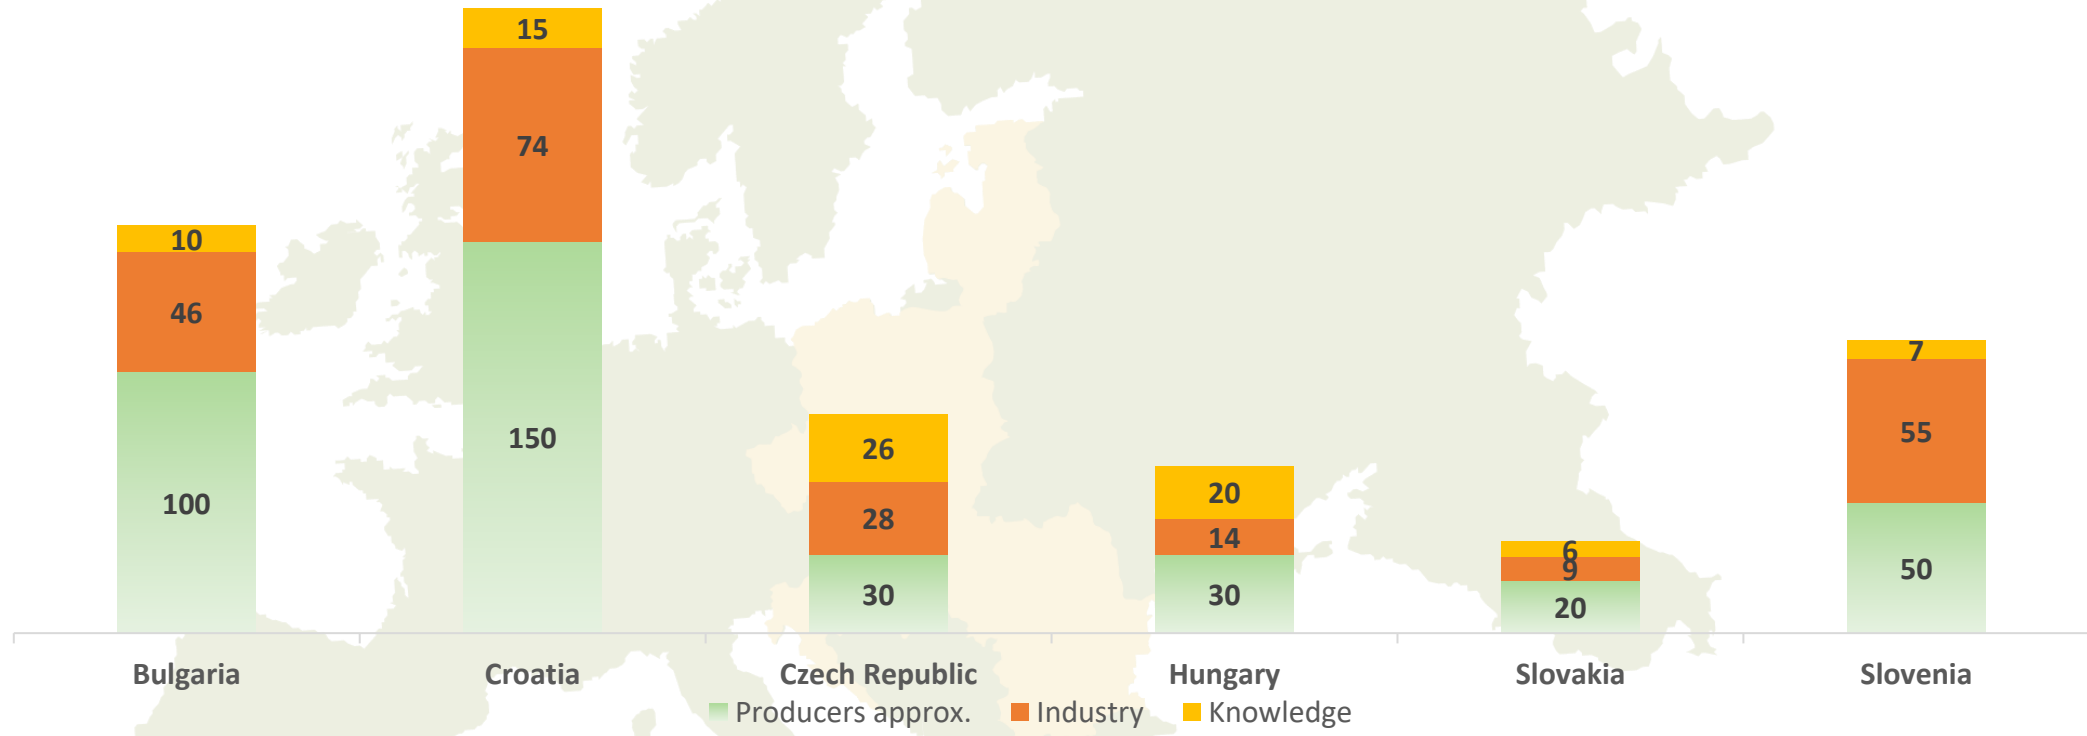 15
74
150
10
46
100
26
28
30
20
14
30
6
9
20
7
55
50
Bulgaria
Croatia
Czech Republic
Hungary
Slovakia
Slovenia
Producers approx.
Industry
Knowledge